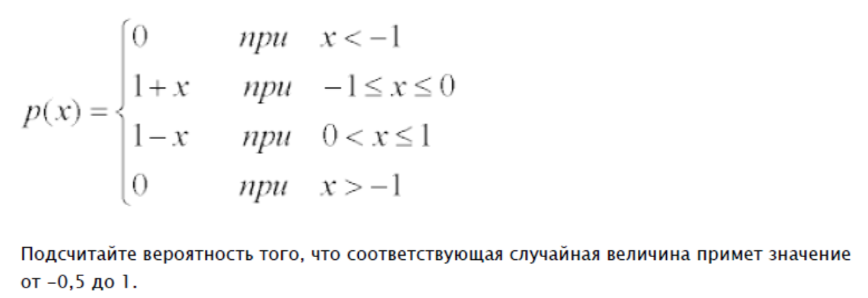 0 при x < −1
1 + x при −1 ≤ x ≤ 0
p(x) =
1 − x при 0 < x ≤ 1
0 при x > −1
Подсчитайте вероятность того, что соответствующая случайная величина примет значение
от −0,5 до 1.